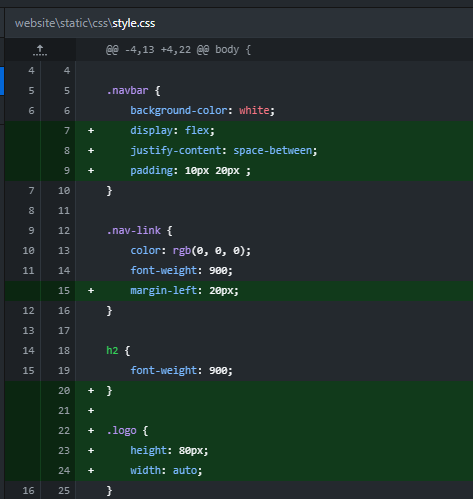 website\static\css\style.css
@@ -4,13 +4,22 @@ body {
4 4
5 5 .navbar {
6 6 background-color: white;
7 + display: flex;
8 + justify-content: space-between;
9 + padding: 10px 20px ;
7 10 }
8 11
9 12 .nav-link {
10 13 color: rgb(0, 0, 0);
11 14 font-weight: 900;
15 + margin-left: 20px;
12 16 }
13 17
14 18 h2 {
15 19 font-weight: 900;
20 + }
21 +
22 + .logo {
23 + height: 80px;
24 + width: auto;
16 25 }